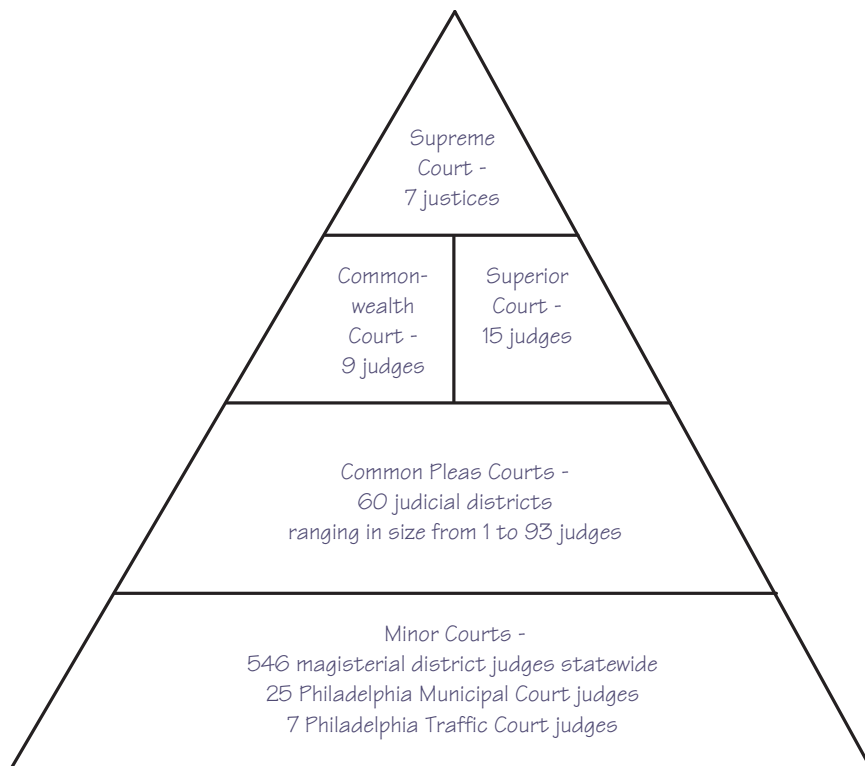 Supreme
Court -
7 justices
Common-
wealth
Court -
9 judges
Superior
Court -
15 judges
Common Pleas Courts -
60 judicial districts
ranging in size from 1 to 93 judges
Minor Courts -
546 magisterial district judges statewide
25 Philadelphia Municipal Court judges
7 Philadelphia Traffic Court judges